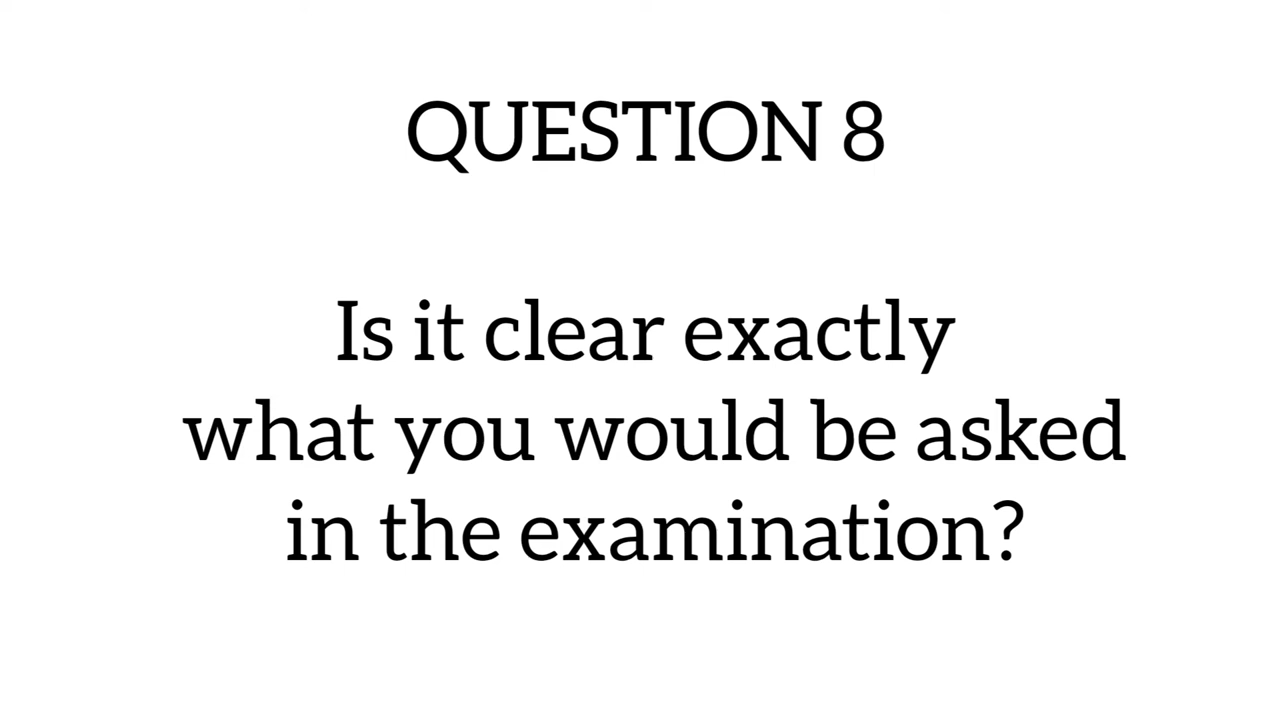 QUESTION 8
Is it clear exactly
what you would be asked
in the examination?